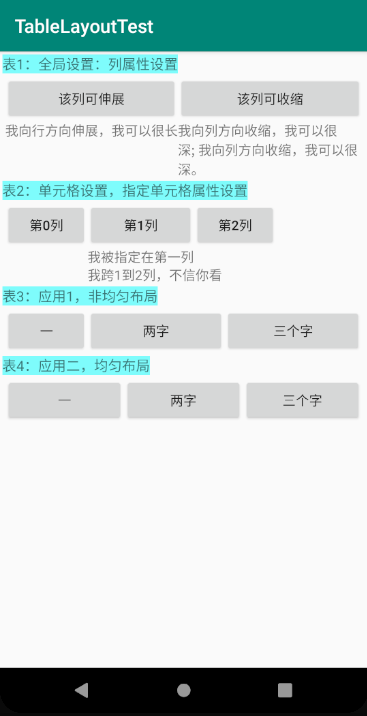 TableLayoutTest
表1：全局设置：列属性设置
该列可伸展 该列可收缩
我向行方向伸展，我可以很长 我向列方向收缩，我可以很
深; 我向列方向收缩，我可以很
深。
表2：单元格设置，指定单元格属性设置
第0列 第1列 第2列
我被指定在第一列
我跨1到2列，不信你看
表3：应用1，非均匀布局
一 两字 三个字
表4：应用二，均匀布局
一 两字 三个字